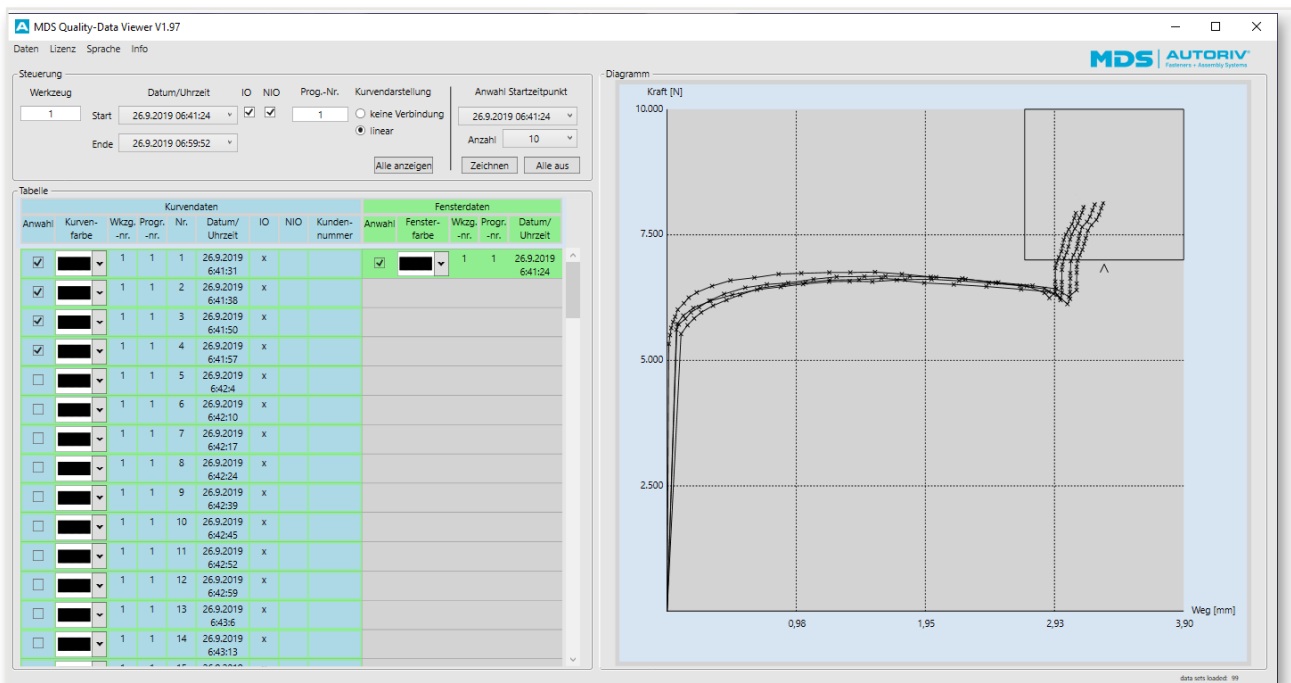 MDS Quality-Data Viewer V1.97
Daten Lizenz Sprache Info
MDS AUTORIV
Fasteners + Assembly Systems
Steuerung
Werkzeug Datum/Uhrzeit IO NIO Prog.-Nr. Kurvendarstellung Anwahl Startzeitpunkt
1 Start 26.9.2019 06:41:24 1 keine Verbindung 26.9.2019 06:41:24
linear
Ende 26.9.2019 06:59:52 Anzahl 10
Alle anzeigen Zeichnen Alle aus
Tabelle
Kurvendaten Fensterdaten
Anwahl Kurven- Wkzg. Progr. Nr. Datum/ IO NIO Kunden- Anwahl Fenster- Wkzg. Progr. Datum/
farbe -nr. -nr. Uhrzeit nummer farbe -nr. -nr. Uhrzeit
1 1 1 26.9.2019 x 1 1 26.9.2019
6:41:31 6:41:24
1 1 2 26.9.2019 x
6:41:38
1 1 3 26.9.2019 x
6:41:50
1 1 4 26.9.2019 x
6:41:57
1 1 5 26.9.2019 x
6:42:4
1 1 6 26.9.2019 x
6:42:10
1 1 7 26.9.2019 x
6:42:17
1 1 8 26.9.2019 x
6:42:24
1 1 9 26.9.2019 x
6:42:39
1 1 10 26.9.2019 x
6:42:45
1 1 11 26.9.2019 x
6:42:52
1 1 12 26.9.2019 x
6:42:59
1 1 13 26.9.2019 x
6:43:6
1 1 14 26.9.2019 x
6:43:13
Diagramm
Kraft [N]
10.000
7.500
5.000
2.500
Weg [mm]
0,98 1,95 2,93 3,90
data sets loaded: 99